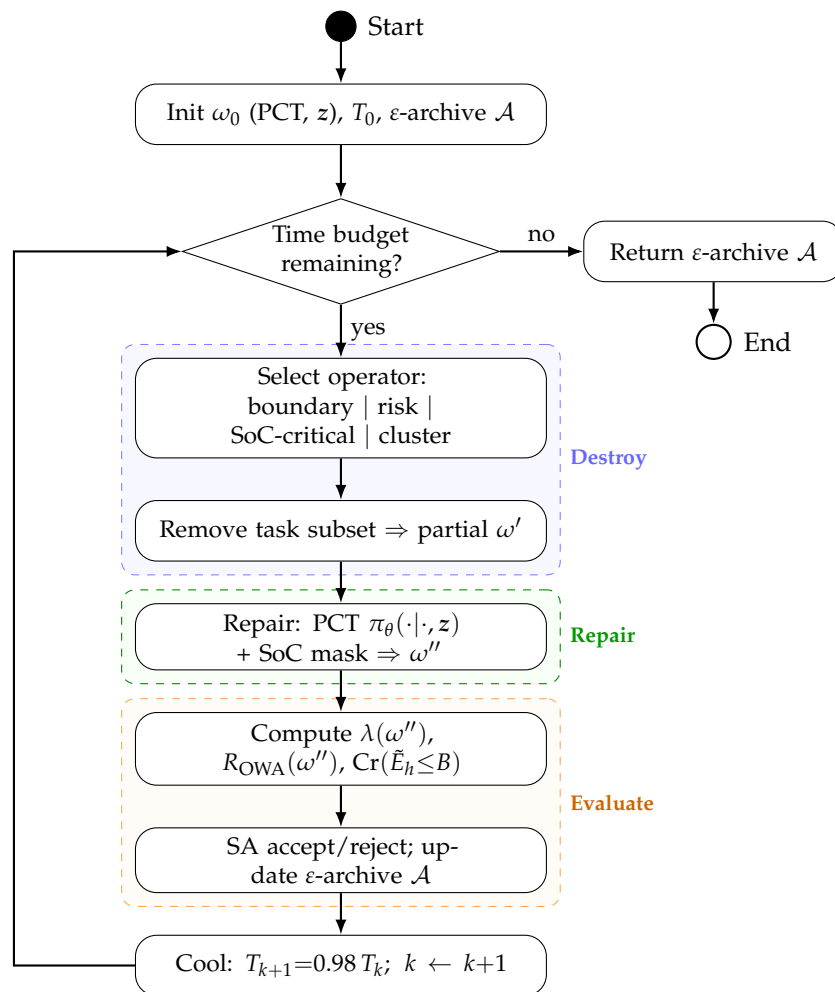 Start
Init ω₀ (PCT, z), T₀, ε-archive 𝒜
Time budget
remaining?
no
Return ε-archive 𝒜
End
yes
Select operator:
boundary | risk |
SoC-critical | cluster
Destroy
Remove task subset ⇒ partial ω′
Repair: PCT π_θ(·|·, z)
+ SoC mask ⇒ ω″
Repair
Compute λ(ω″),
R_OWA(ω″), Cr(Ẽ_h≤B)
Evaluate
SA accept/reject; up-
date ε-archive 𝒜
Cool: T_{k+1}=0.98 T_k; k ← k+1